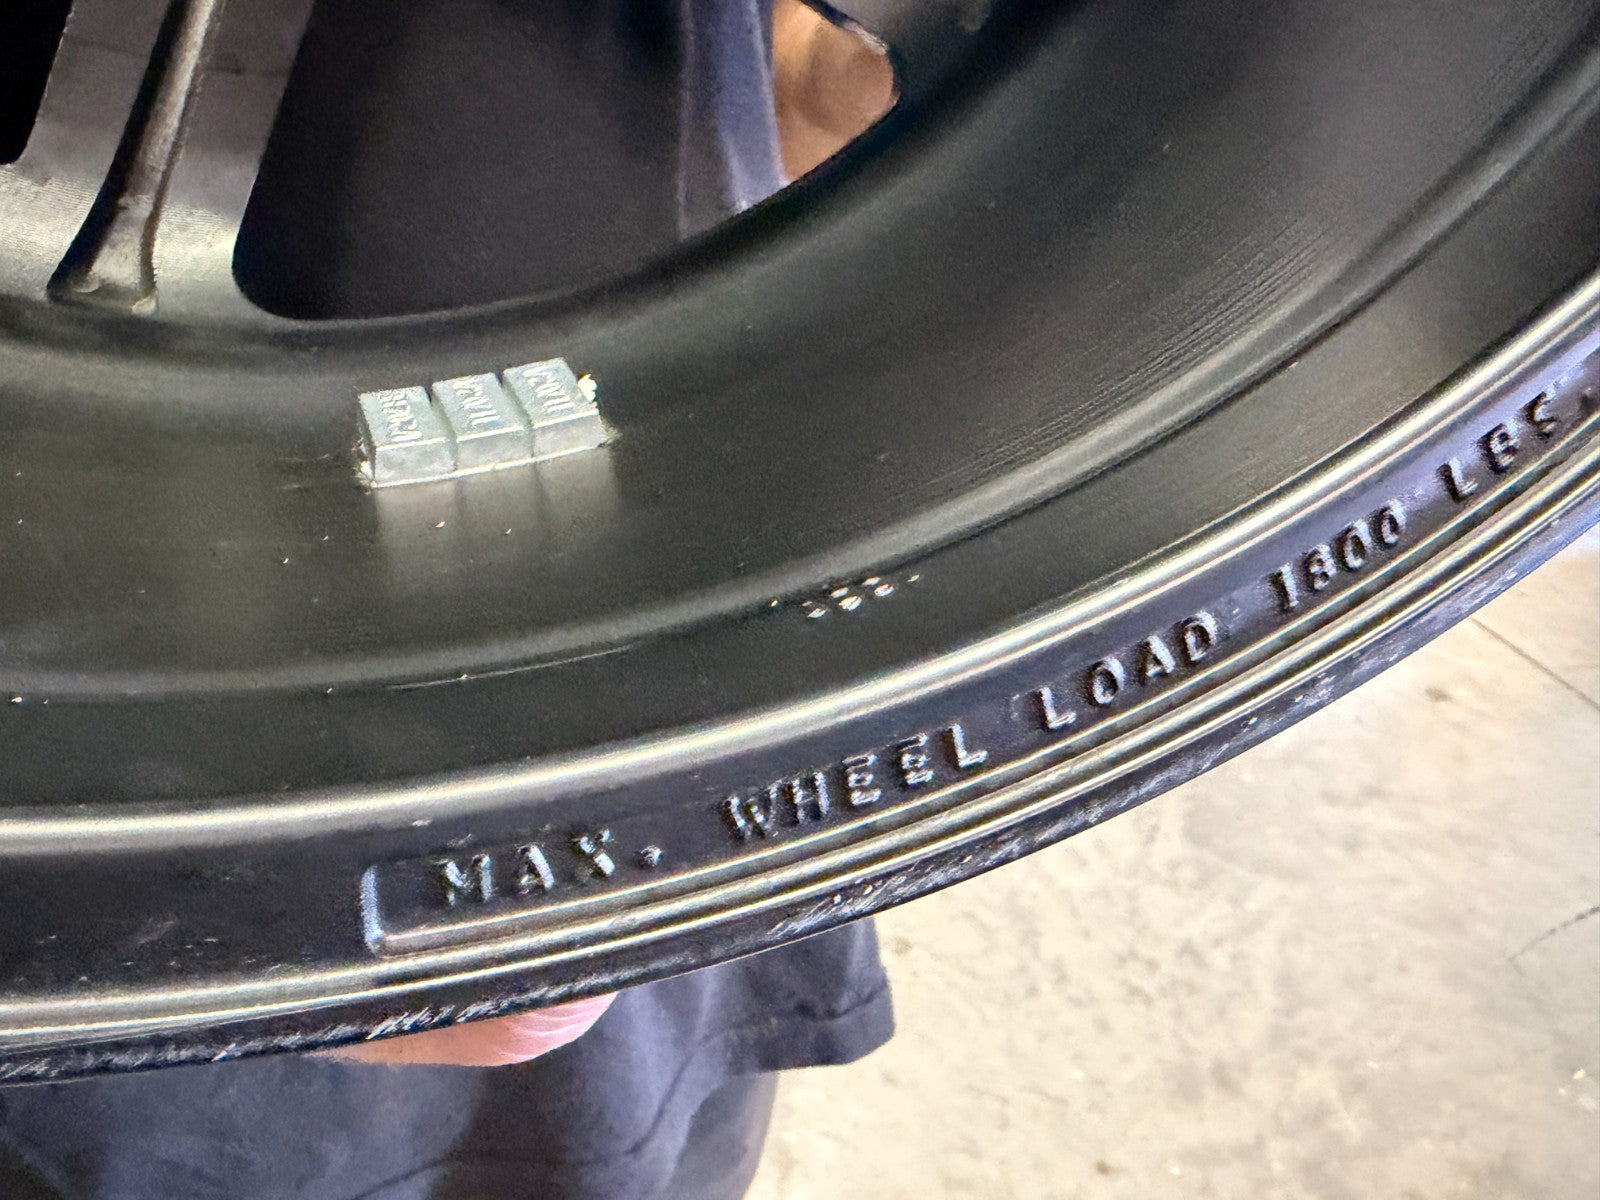 MAX. WHEEL LOAD 1800 LBS.